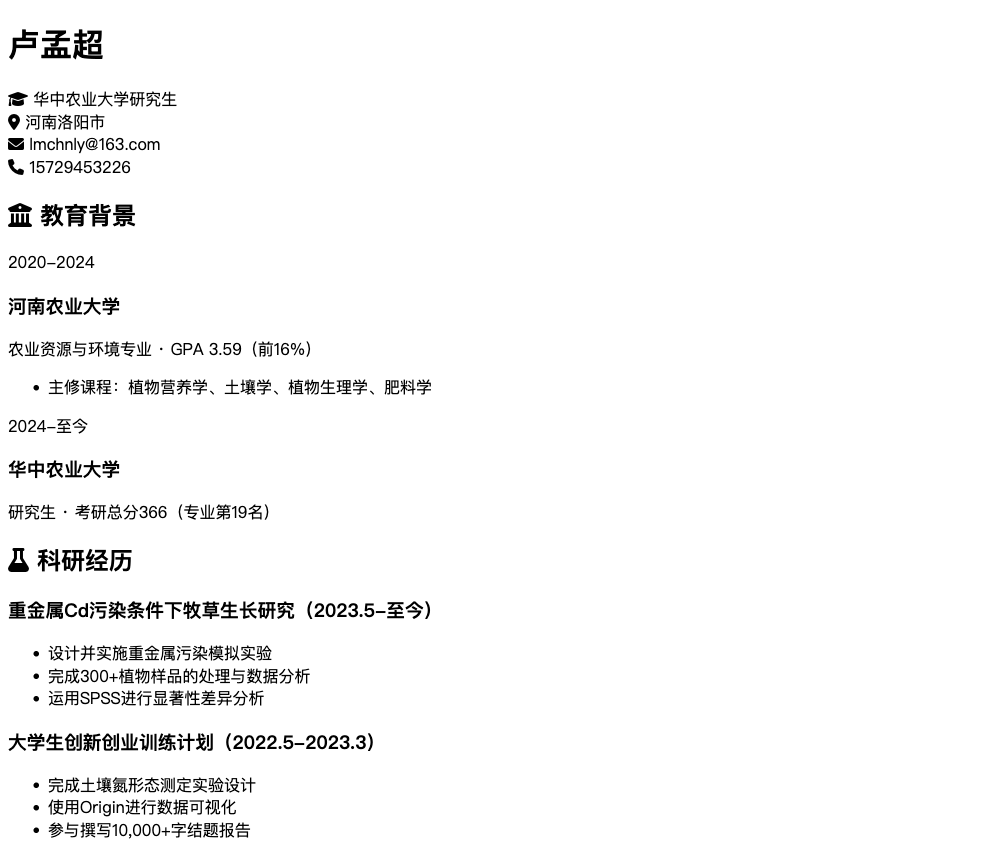 卢孟超
华中农业大学研究生
河南洛阳市
lmchnly@163.com
15729453226
教育背景
2020–2024
河南农业大学
农业资源与环境专业 · GPA 3.59（前16%）
• 主修课程：植物营养学、土壤学、植物生理学、肥料学
2024–至今
华中农业大学
研究生 · 考研总分366（专业第19名）
科研经历
重金属Cd污染条件下牧草生长研究（2023.5–至今）
• 设计并实施重金属污染模拟实验
• 完成300+植物样品的处理与数据分析
• 运用SPSS进行显著性差异分析
大学生创新创业训练计划（2022.5–2023.3）
• 完成土壤氮形态测定实验设计
• 使用Origin进行数据可视化
• 参与撰写10,000+字结题报告